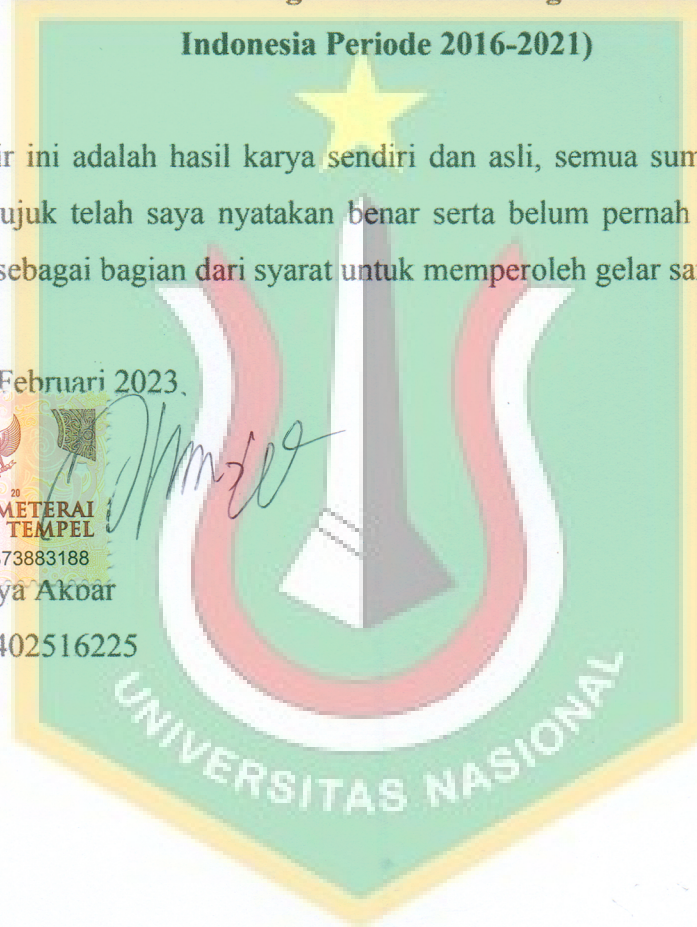 Indonesia Periode 2016-2021)
ir ini adalah hasil karya sendiri dan asli, semua sum
ujuk telah saya nyatakan benar serta belum pernah
sebagai bagian dari syarat untuk memperoleh gelar sa
Februari 2023
20
METERAI
TEMPEL
73883188
ya Akbar
402516225
UNIVERSITAS NASIONAL